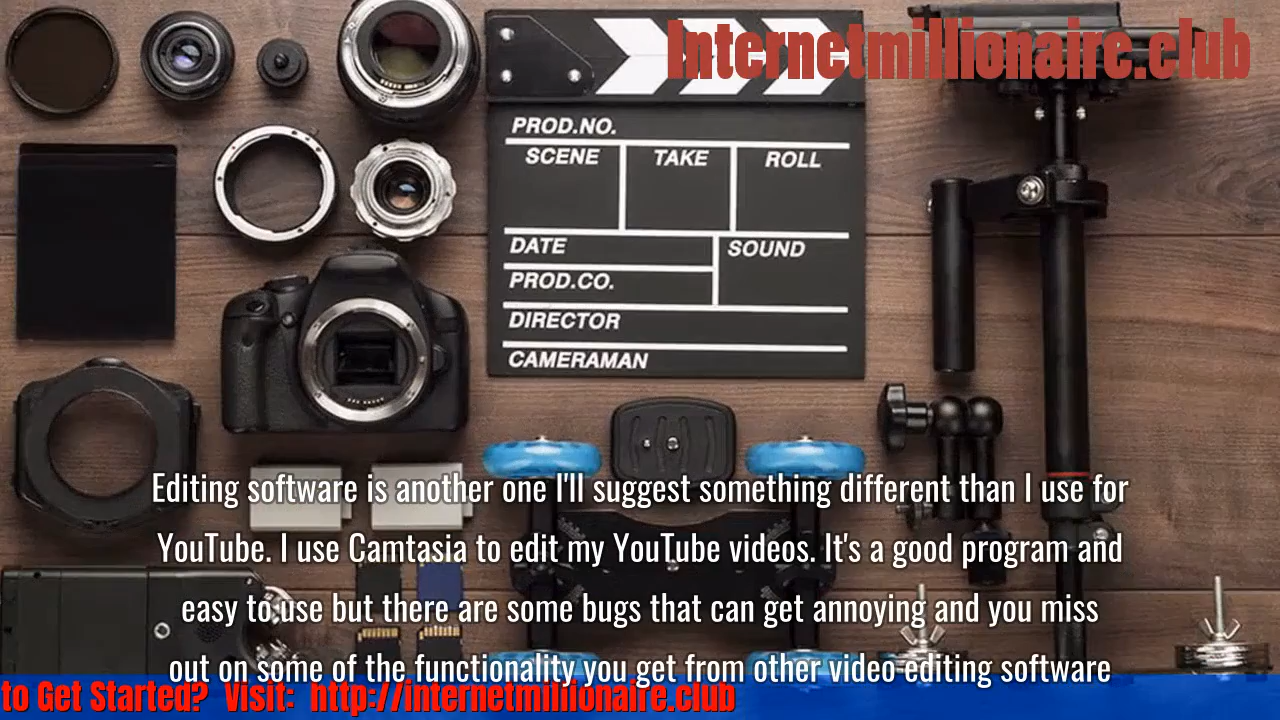 Internetmillionaire.club
PROD.NO.
SCENE TAKE ROLL
DATE SOUND
PROD.CO.
DIRECTOR
CAMERAMAN
Editing software is another one I'll suggest something different than I use for
YouTube. I use Camtasia to edit my YouTube videos. It's a good program and
easy to use but there are some bugs that can get annoying and you miss
out on some of the functionality you get from other video editing software
to Get Started? Visit: http://internetmillionaire.club